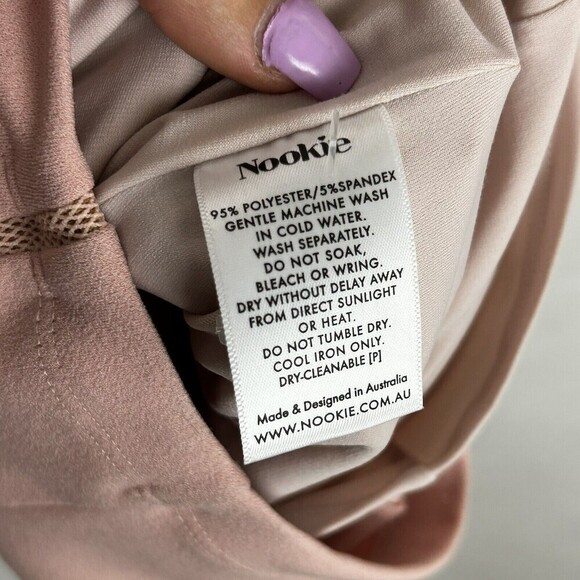 Nookie
95% POLYESTER/5%SPANDEX
GENTLE MACHINE WASH
IN COLD WATER.
WASH SEPARATELY.
DO NOT SOAK,
BLEACH OR WRING.
DRY WITHOUT DELAY AWAY
FROM DIRECT SUNLIGHT
OR HEAT.
DO NOT TUMBLE DRY.
COOL IRON ONLY.
DRY-CLEANABLE [P]
Made & Designed in Australia
WWW.NOOKIE.COM.AU